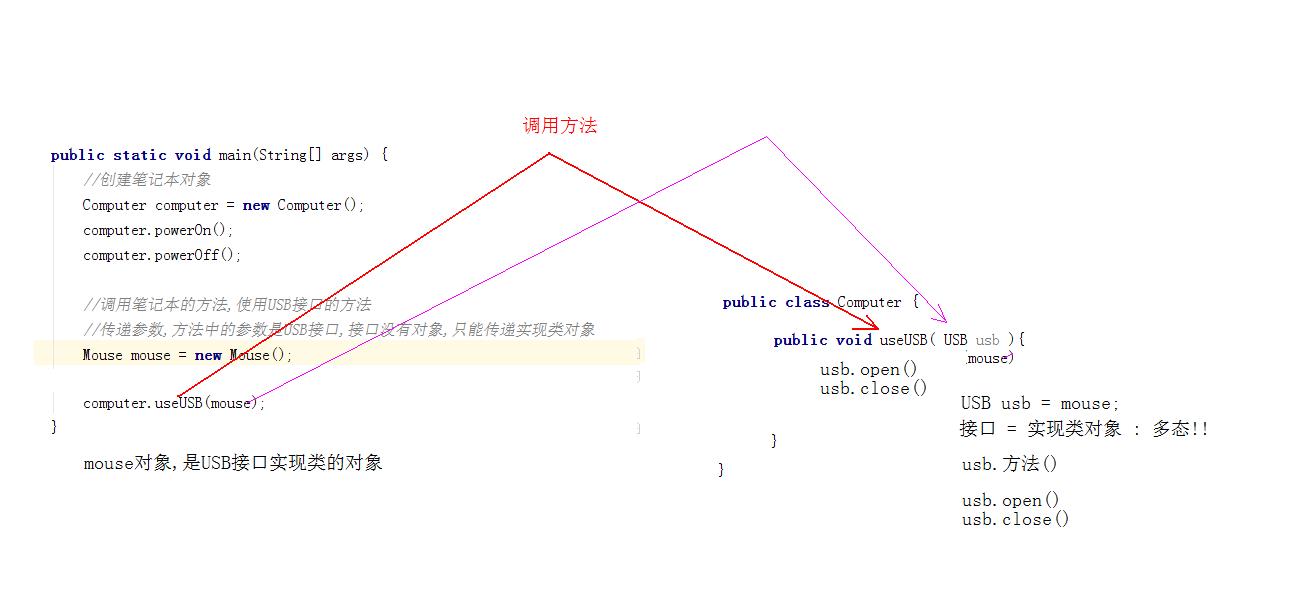 调用方法
public static void main(String[] args) {
//创建笔记本对象
Computer computer = new Computer();
computer.powerOn();
computer.powerOff();
//调用笔记本的方法,使用USB接口的方法
//传递参数,方法中的参数是USB接口,接口没有对象,只能传递实现类对象
Mouse mouse = new Mouse();
computer.useUSB(mouse);
}
mouse对象,是USB接口实现类的对象
public class Computer {
public void useUSB( USB usb ){
mouse)
usb.open()
usb.close()
}
}
USB usb = mouse;
接口 = 实现类对象 : 多态!!
usb.方法()
usb.open()
usb.close()